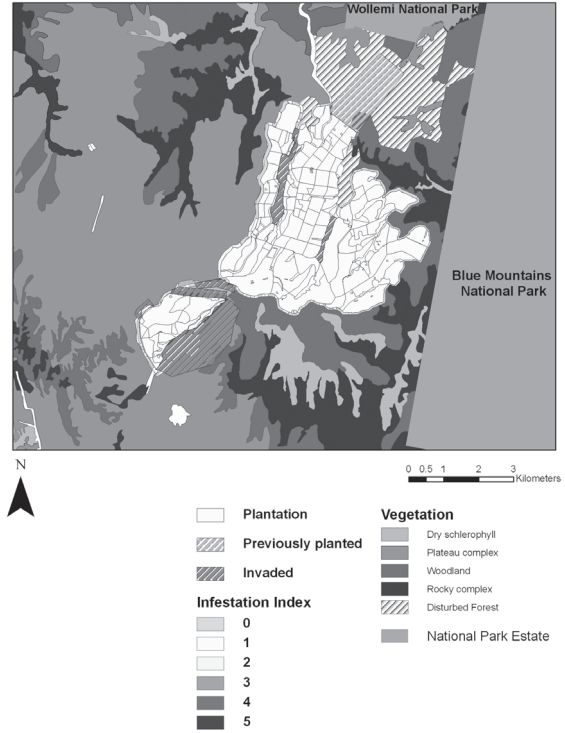 Wollemi National Park
Blue Mountains
National Park
N
0 0.5 1 2 3
Kilometers
Plantation
Previously planted
Invaded
Infestation Index
0
1
2
3
4
5
Vegetation
Dry schlerophyll
Plateau complex
Woodland
Rocky complex
Disturbed Forest
National Park Estate